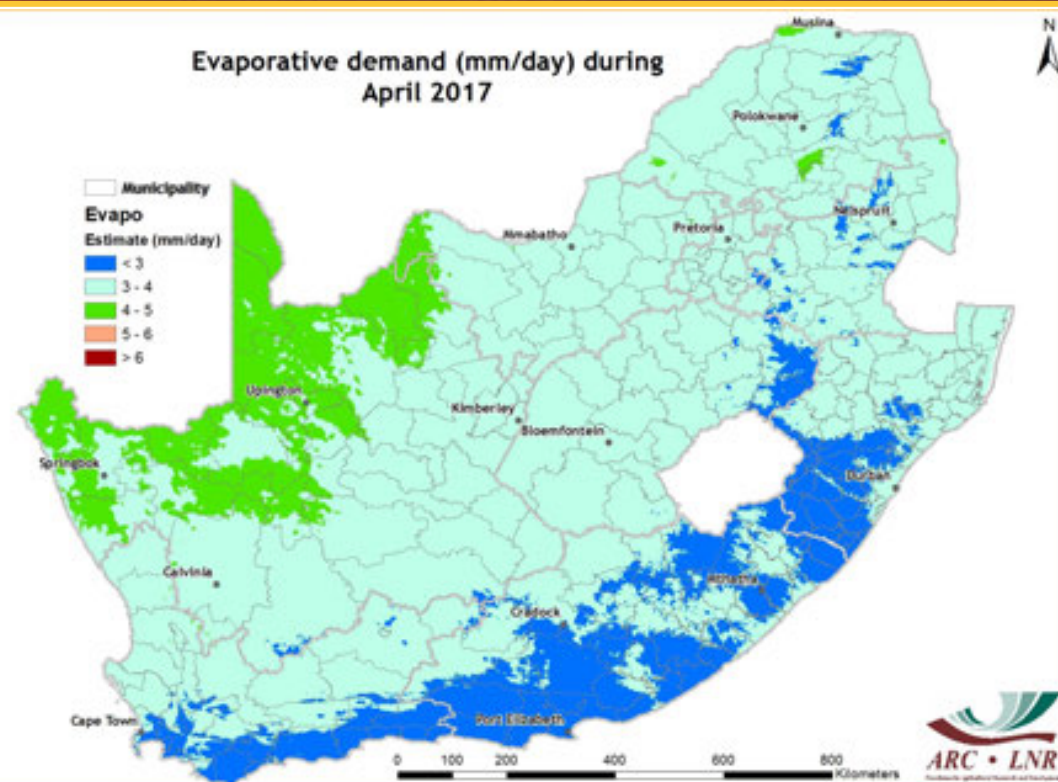 Evaporative demand (mm/day) during
April 2017
N
Municipality
Evapo
Estimate (mm/day)
< 3
3 - 4
4 - 5
5 - 6
> 6
Musina
Polokwane
Nelspruit
Pretoria
Mmabatho
Upington
Kimberley
Bloemfontein
Springbok
Durban
Calvinia
Mthatha
Cradock
Cape Town
Port Elizabeth
0 100 200 400 600 800
Kilometers
ARC • LNR